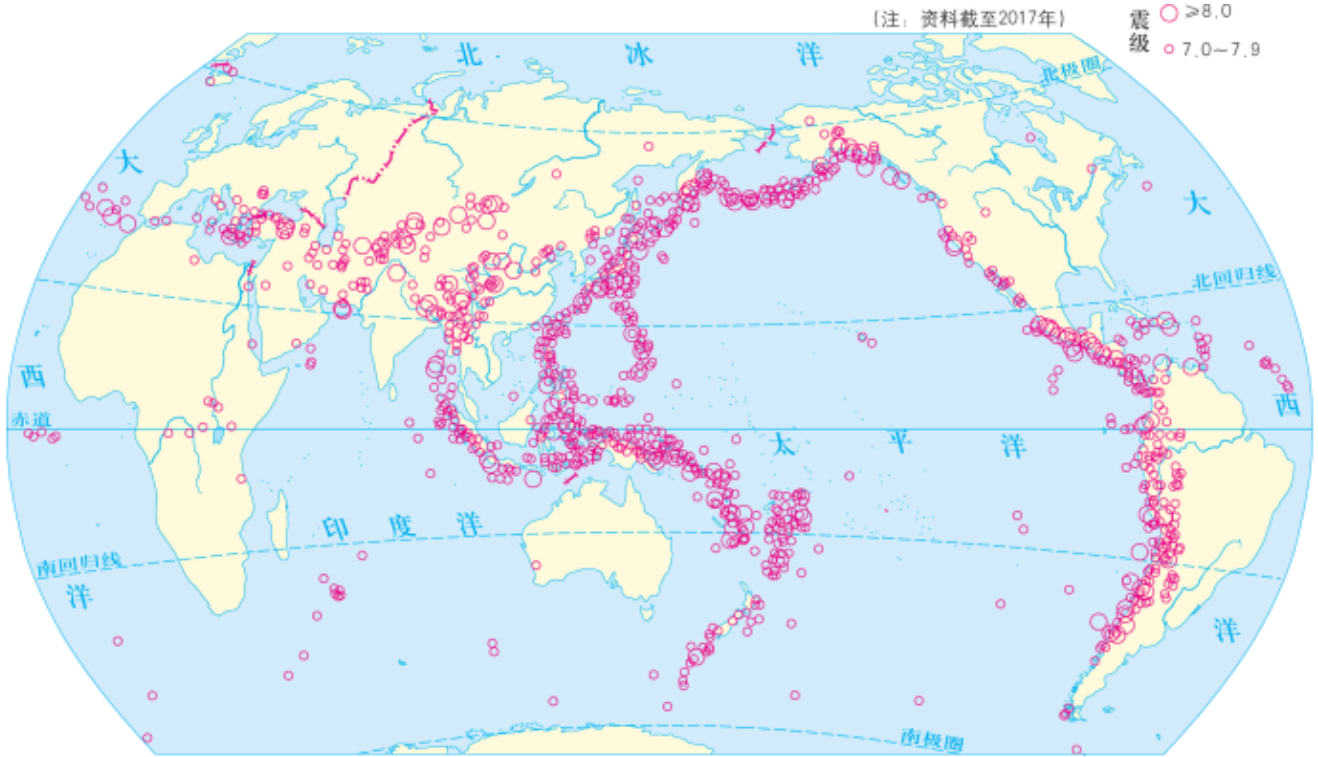 (注：资料截至2017年)
震级
≥8.0
7.0～7.9
北冰洋
北极圈
大
大
北回归线
西
西
赤道
太平洋
印度洋
南回归线
洋
洋
南极圈